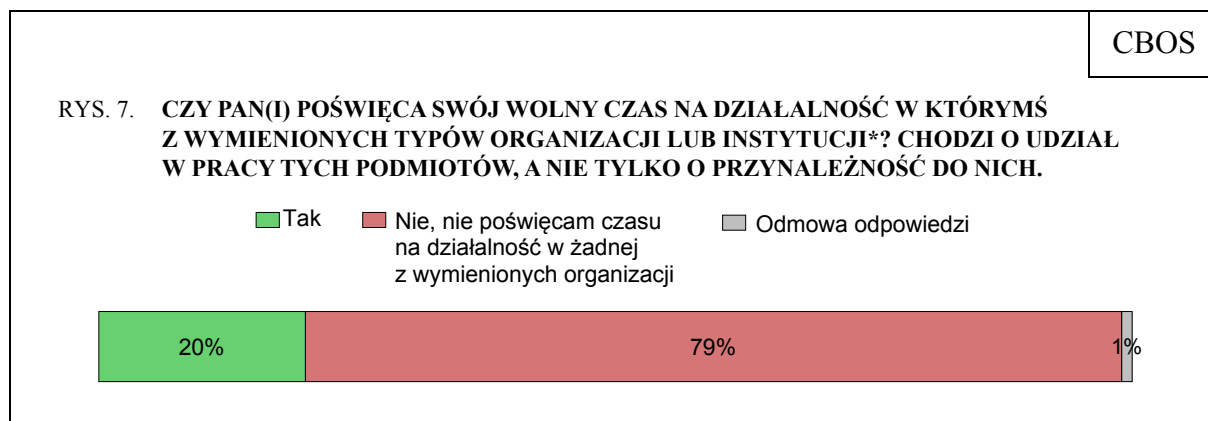 CBOS
RYS. 7. CZY PAN(I) POŚWIĘCA SWÓJ WOLNY CZAS NA DZIAŁALNOŚĆ W KTÓRYMŚ
Z WYMIENIONYCH TYPÓW ORGANIZACJI LUB INSTYTUCJI*? CHODZI O UDZIAŁ
W PRACY TYCH PODMIOTÓW, A NIE TYLKO O PRZYNALEŻNOŚĆ DO NICH.
Tak
Nie, nie poświęcam czasu
na działalność w żadnej
z wymienionych organizacji
Odmowa odpowiedzi
20% 79% 1%